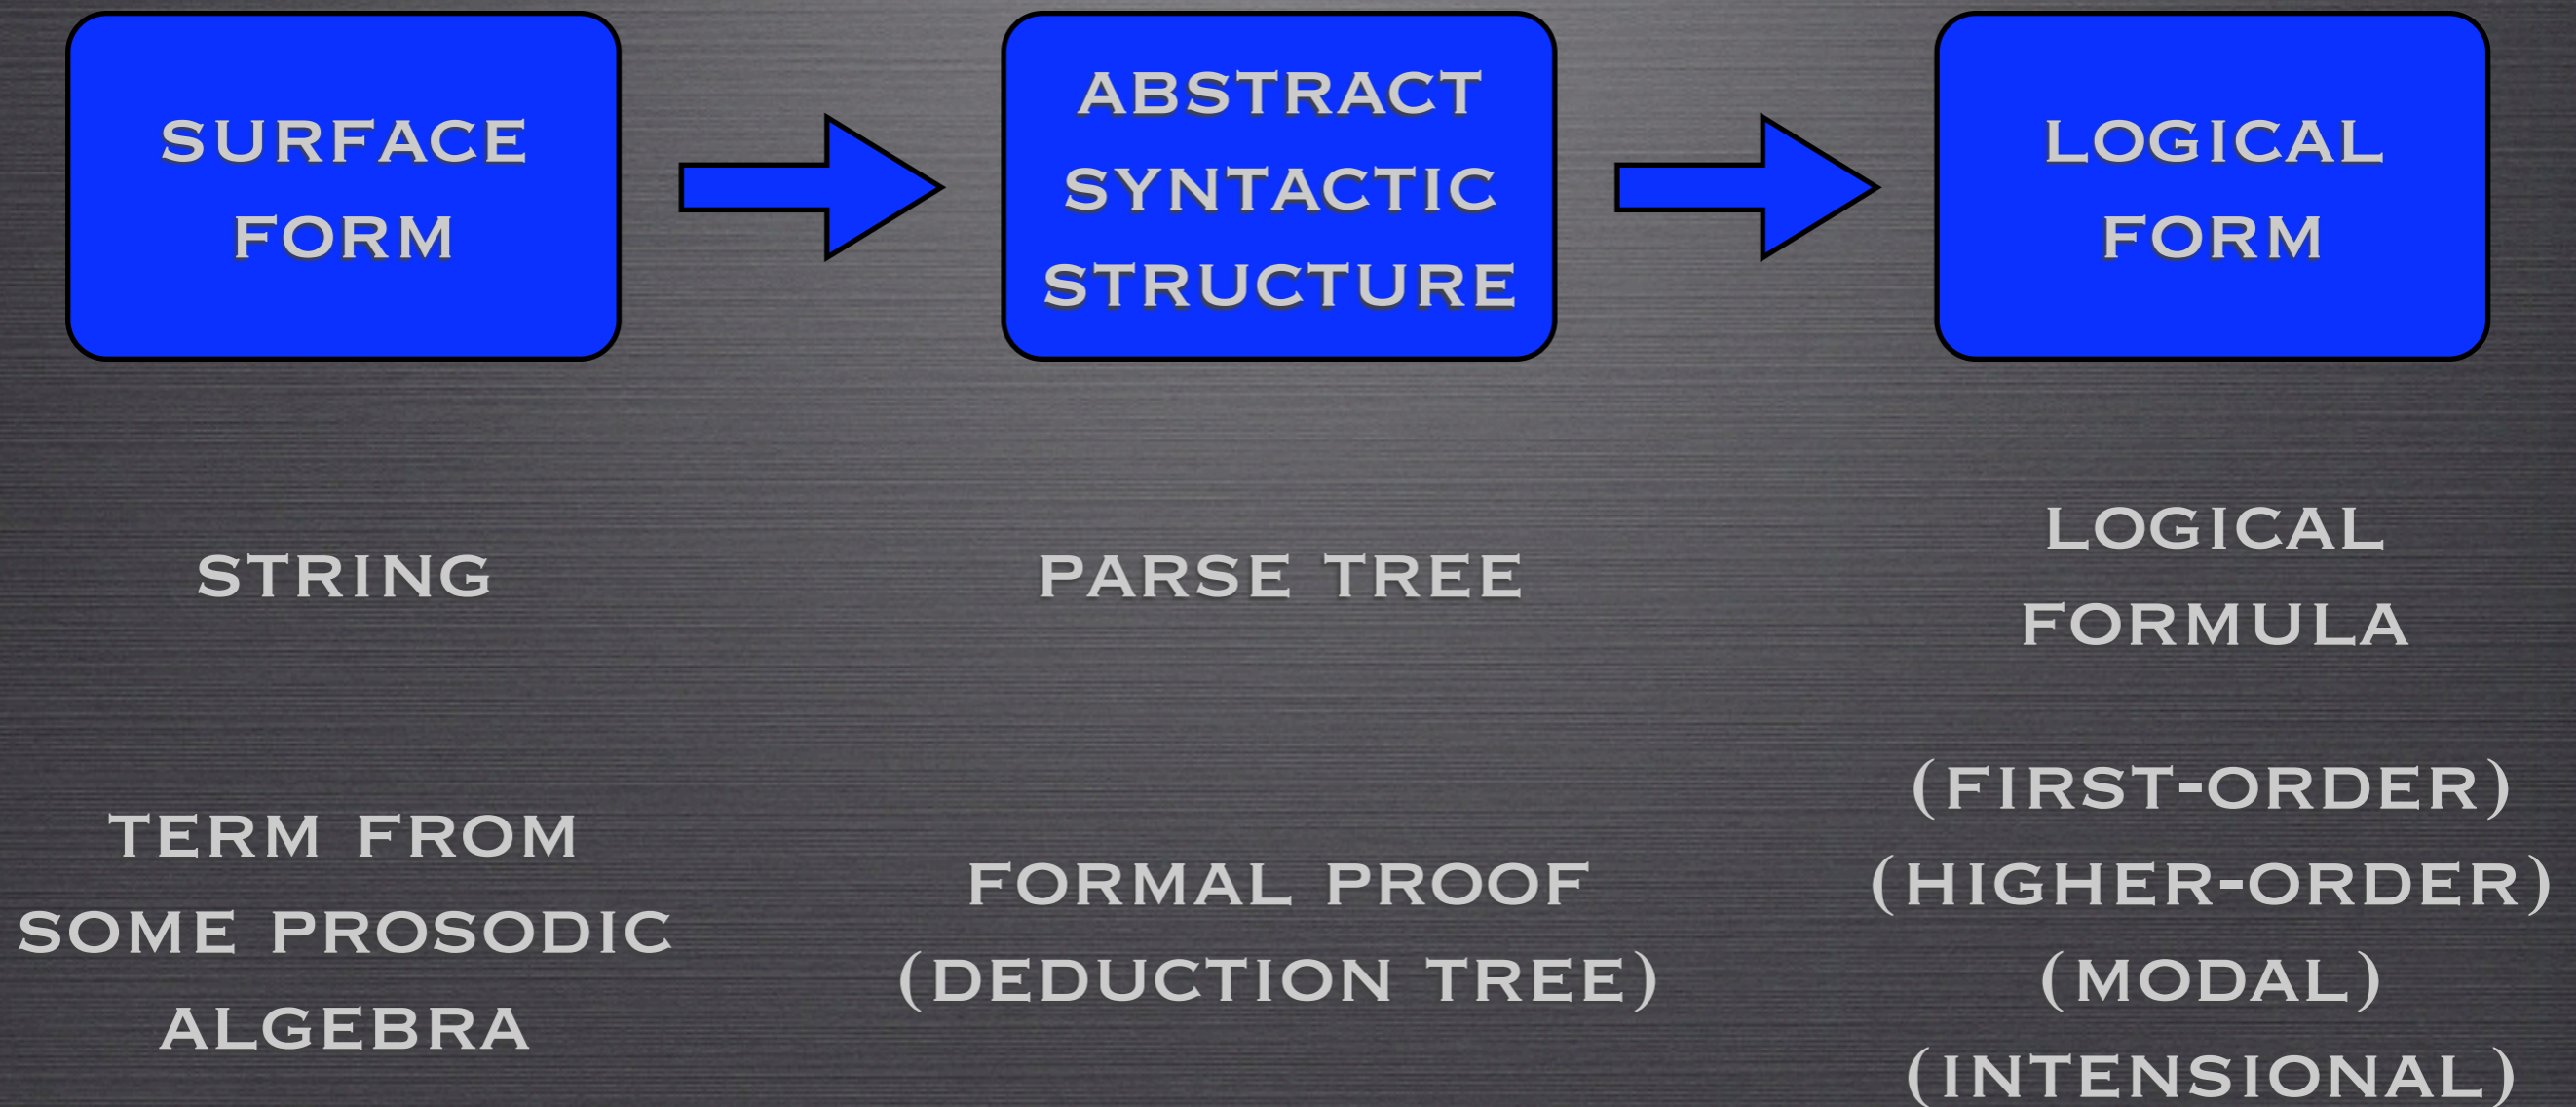 SURFACE
FORM
ABSTRACT
SYNTACTIC
STRUCTURE
LOGICAL
FORM
STRING
PARSE TREE
LOGICAL
FORMULA
TERM FROM
SOME PROSODIC
ALGEBRA
FORMAL PROOF
(DEDUCTION TREE)
(FIRST-ORDER)
(HIGHER-ORDER)
(MODAL)
(INTENSIONAL)